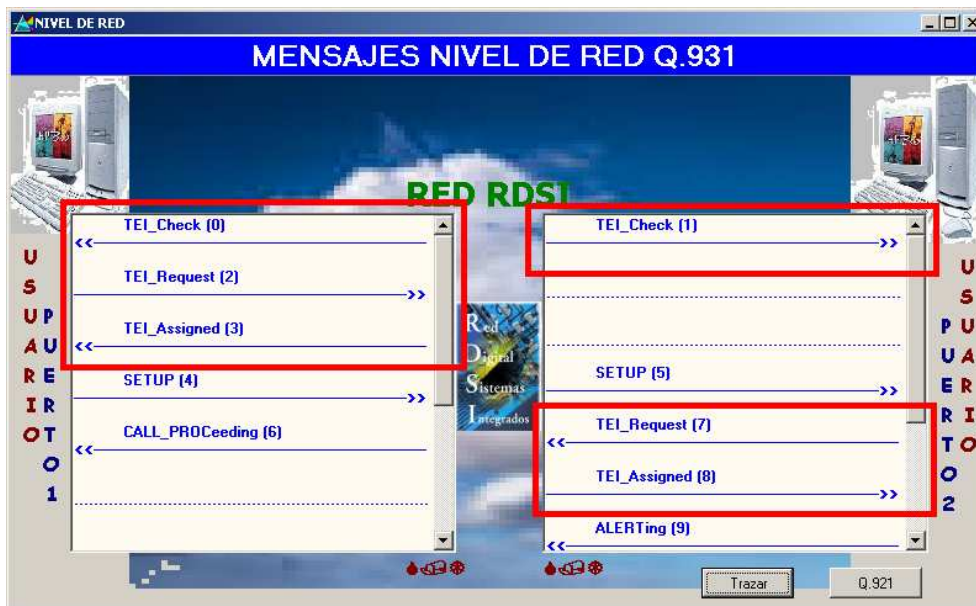 NIVEL DE RED
MENSAJES NIVEL DE RED Q.931
RED RDSI
USUARIO
PUERTO 1
TEI_Check (0)
<<
TEI_Request (2)
>>
TEI_Assigned (3)
<<
SETUP (4)
>>
CALL_PROCeeding (6)
<<
Red
Digital
Sistemas
Integrados
TEI_Check (1)
>>
SETUP (5)
>>
TEI_Request (7)
<<
TEI_Assigned (8)
>>
ALERTing (9)
<<
PUERTO 2
USUARIO
Trazar
Q.921